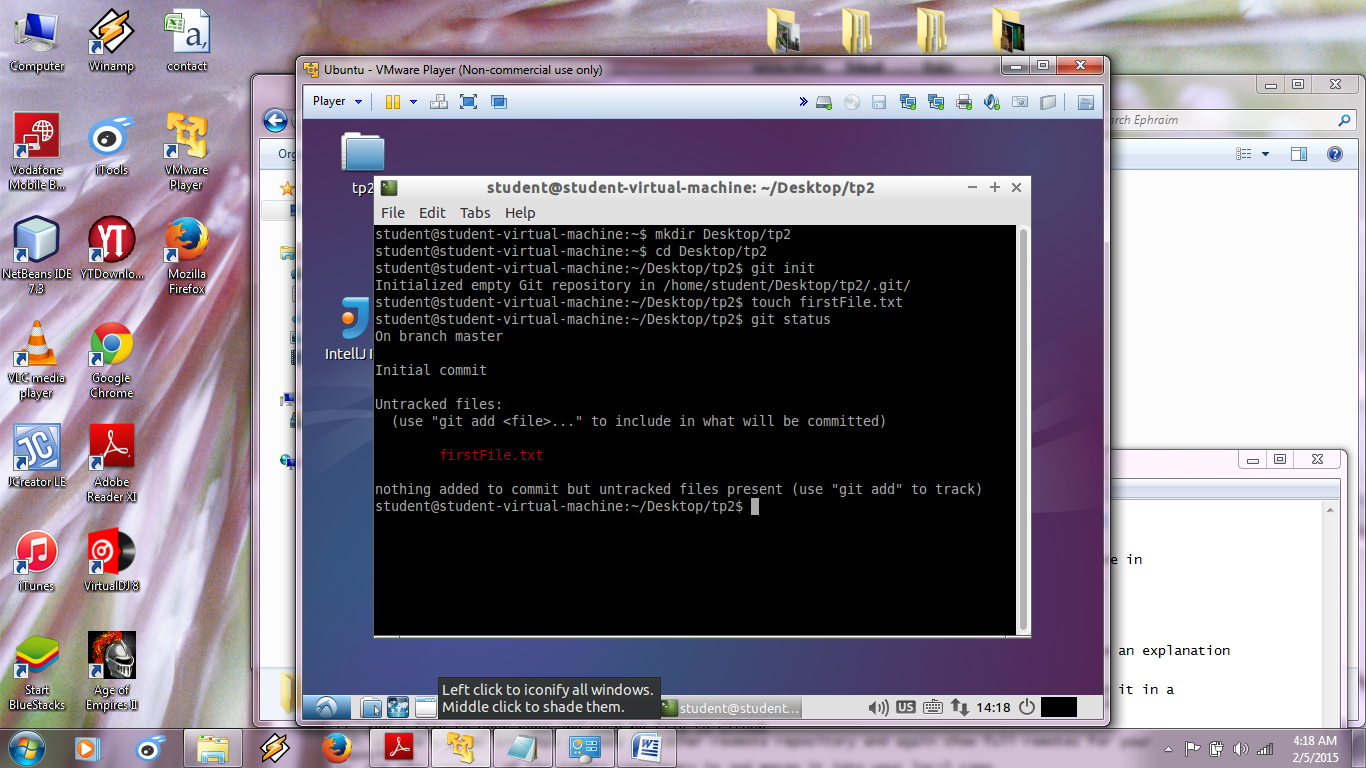 Computer
Winamp
contact
Vodafone
Mobile B...
iTools
VMware
Player
NetBeans IDE
7.3
YTDownlo...
Mozilla
Firefox
VLC media
player
Google
Chrome
JCreator LE
Adobe
Reader XI
iTunes
VirtualDJ 8
Start
BlueStacks
Age of
Empires II
Ubuntu - VMware Player (Non-commercial use only)
Player
tp2
IntellJ I
student@student-virtual-machine: ~/Desktop/tp2
File Edit Tabs Help
student@student-virtual-machine:~$ mkdir Desktop/tp2
student@student-virtual-machine:~$ cd Desktop/tp2
student@student-virtual-machine:~/Desktop/tp2$ git init
Initialized empty Git repository in /home/student/Desktop/tp2/.git/
student@student-virtual-machine:~/Desktop/tp2$ touch firstFile.txt
student@student-virtual-machine:~/Desktop/tp2$ git status
On branch master
Initial commit
Untracked files:
(use "git add <file>..." to include in what will be committed)
firstFile.txt
nothing added to commit but untracked files present (use "git add" to track)
student@student-virtual-machine:~/Desktop/tp2$
Left click to iconify all windows.
Middle click to shade them.
student@student...
US
14:18
Org
rch Ephraim
e in
an explanation
it in a
4:18 AM
2/5/2015